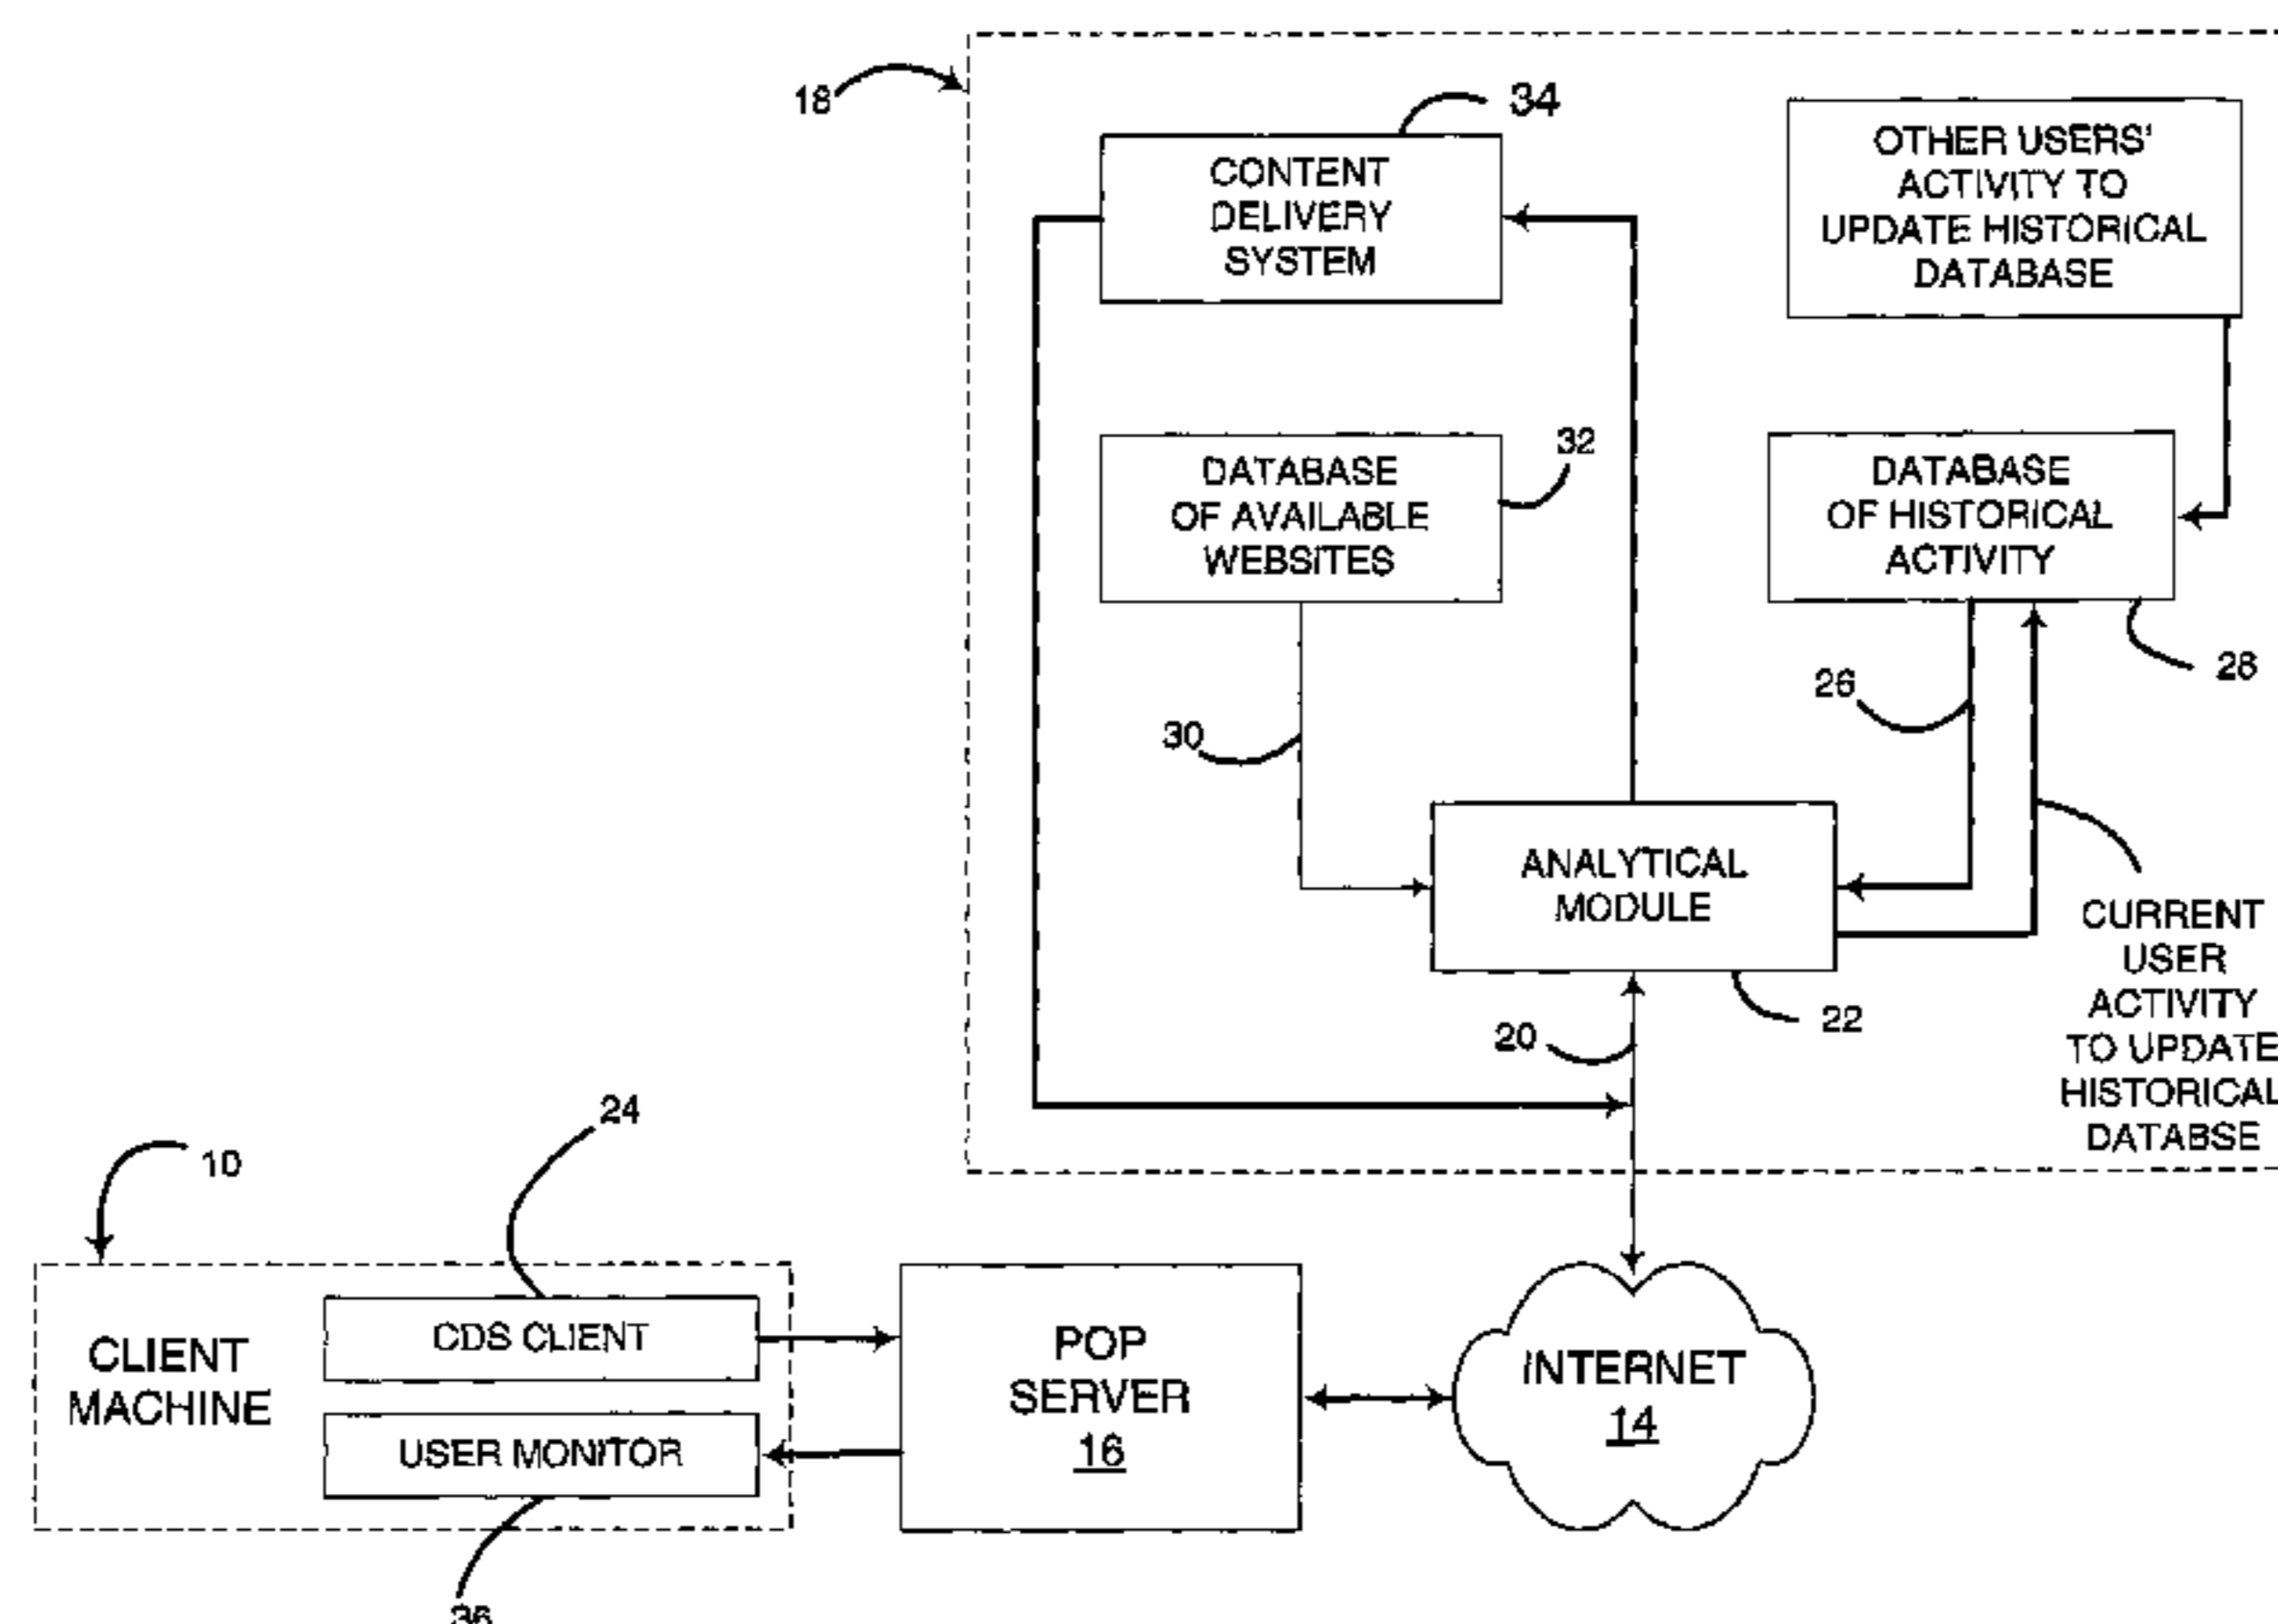 18
34
CONTENT
DELIVERY
SYSTEM
OTHER USERS'
ACTIVITY TO
UPDATE HISTORICAL
DATABASE
32
DATABASE
OF AVAILABLE
WEBSITES
DATABASE
OF HISTORICAL
ACTIVITY
28
26
30
ANALYTICAL
MODULE
22
20
CURRENT
USER
ACTIVITY
TO UPDATE
HISTORICAL
DATABSE
24
10
CLIENT
MACHINE
CDS CLIENT
USER MONITOR
36
POP
SERVER
16
INTERNET
14